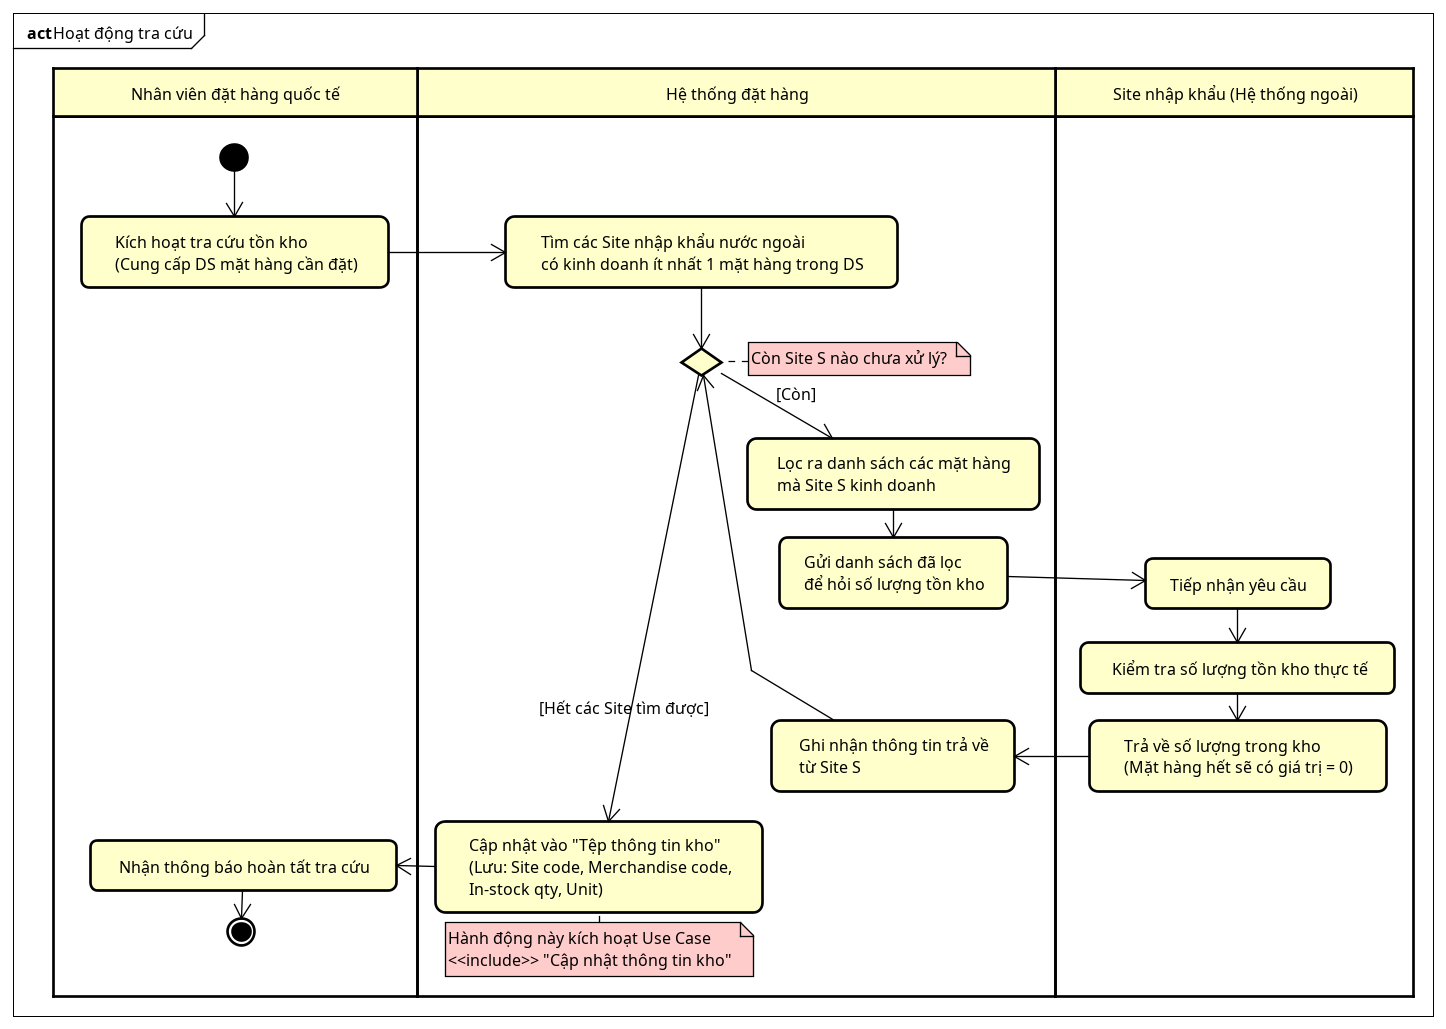 act Hoạt động tra cứu
Nhân viên đặt hàng quốc tế
Hệ thống đặt hàng
Site nhập khẩu (Hệ thống ngoài)
Kích hoạt tra cứu tồn kho
(Cung cấp DS mặt hàng cần đặt)
Tìm các Site nhập khẩu nước ngoài
có kinh doanh ít nhất 1 mặt hàng trong DS
Còn Site S nào chưa xử lý?
[Còn]
Lọc ra danh sách các mặt hàng
mà Site S kinh doanh
Gửi danh sách đã lọc
để hỏi số lượng tồn kho
Tiếp nhận yêu cầu
Kiểm tra số lượng tồn kho thực tế
Trả về số lượng trong kho
(Mặt hàng hết sẽ có giá trị = 0)
Ghi nhận thông tin trả về
từ Site S
[Hết các Site tìm được]
Cập nhật vào "Tệp thông tin kho"
(Lưu: Site code, Merchandise code,
In-stock qty, Unit)
Nhận thông báo hoàn tất tra cứu
Hành động này kích hoạt Use Case
<<include>> "Cập nhật thông tin kho"